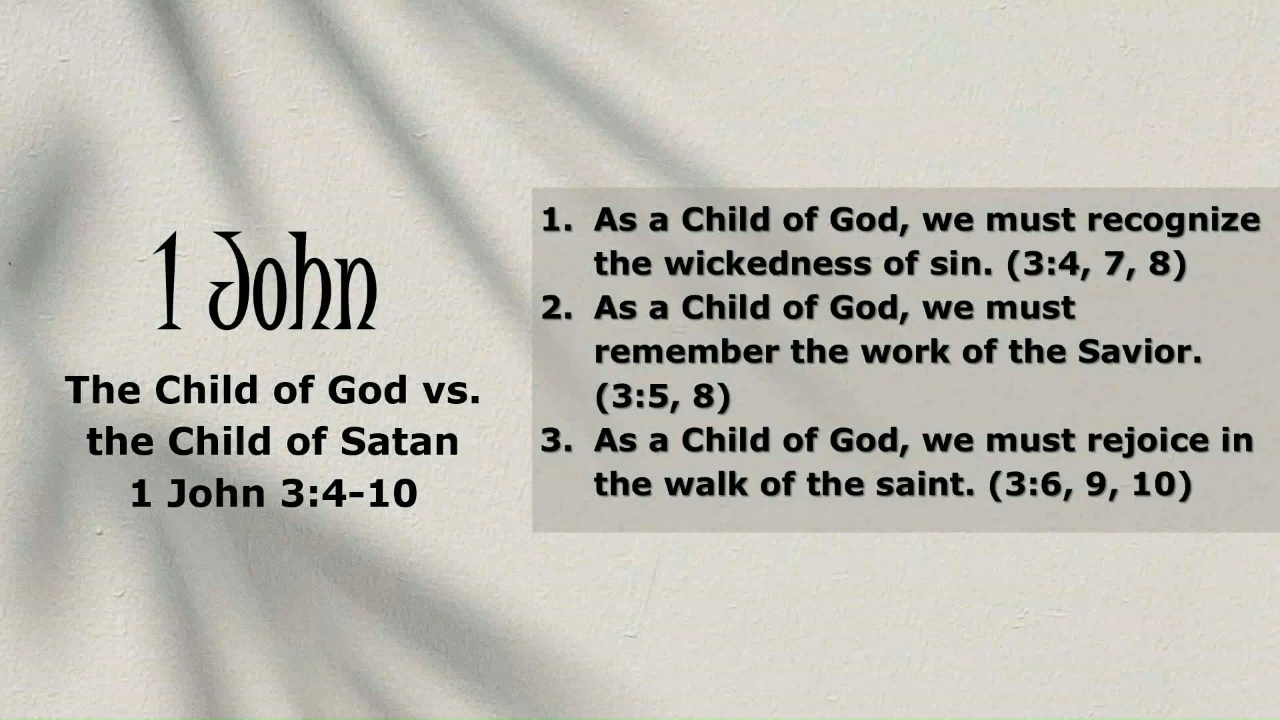 1 John
The Child of God vs.
the Child of Satan
1 John 3:4-10
1. As a Child of God, we must recognize
the wickedness of sin. (3:4, 7, 8)
2. As a Child of God, we must
remember the work of the Savior.
(3:5, 8)
3. As a Child of God, we must rejoice in
the walk of the saint. (3:6, 9, 10)